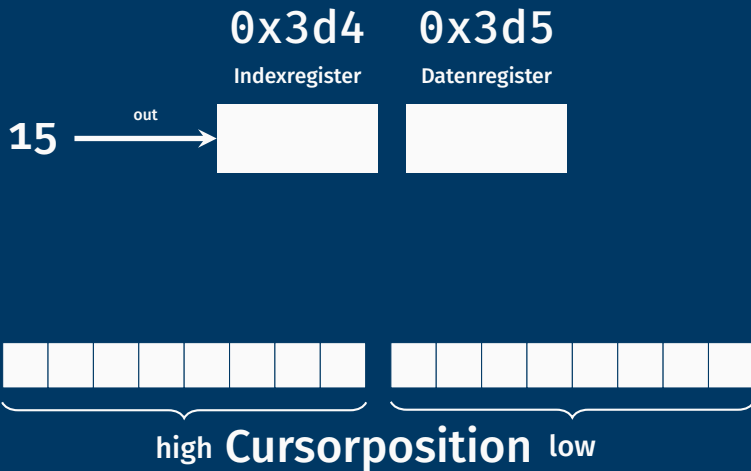 0x3d4 0x3d5
Indexregister Datenregister
out
15
high Cursorposition low